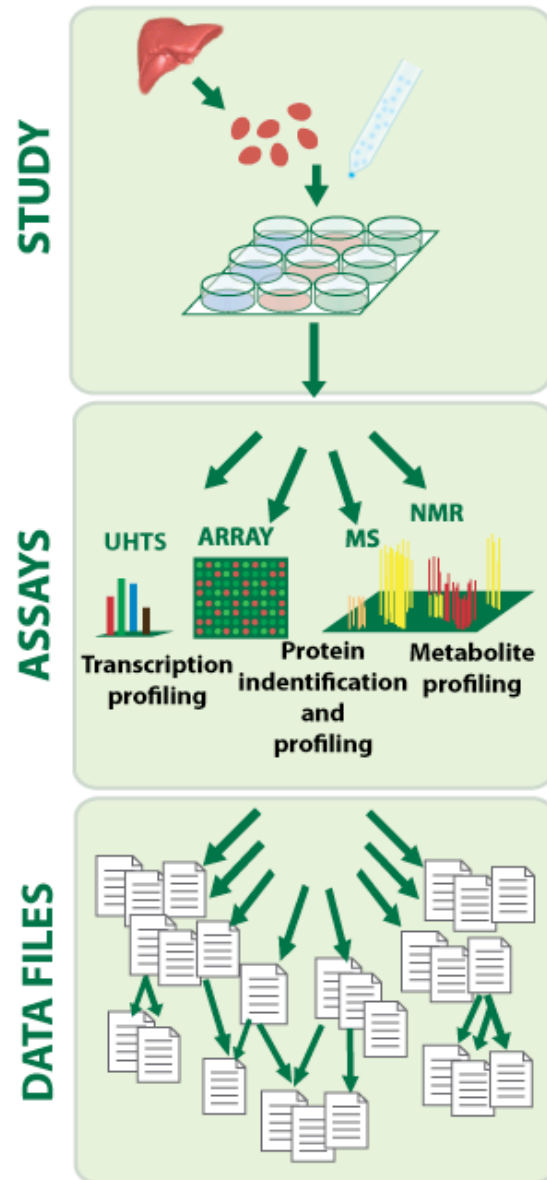 STUDY
ASSAYS
UHTS
ARRAY
MS
NMR
Transcription
profiling
Protein
indentification
and
profiling
Metabolite
profiling
DATA FILES